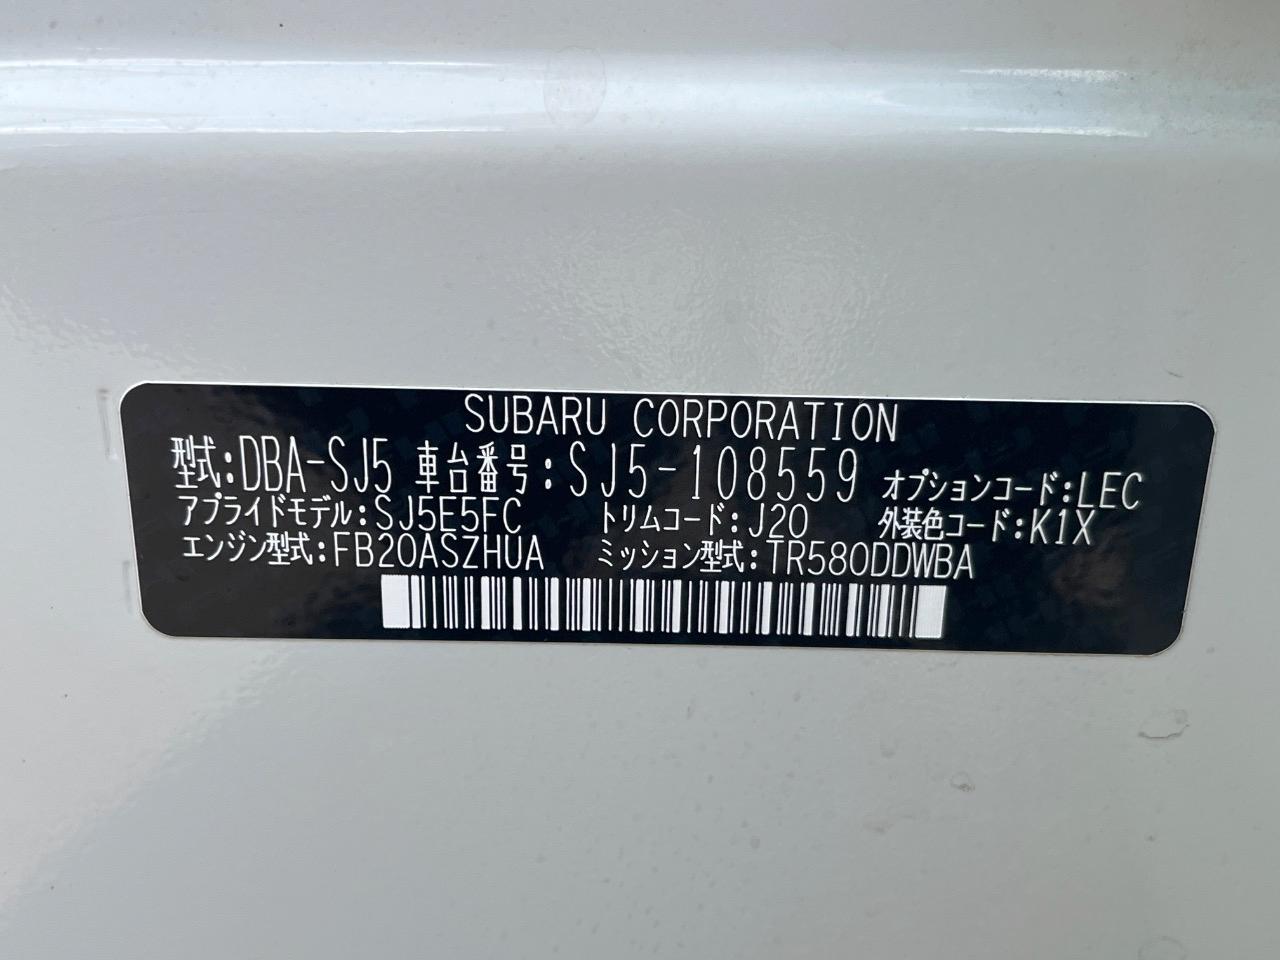 SUBARU CORPORATION
型式:DBA-SJ5 車台番号:SJ5-108559 オプションコード:LEC
アプライドモデル:SJ5E5FC トリムコード:J20 外装色コード:K1X
エンジン型式:FB20ASZHUA ミッション型式:TR580DDWBA